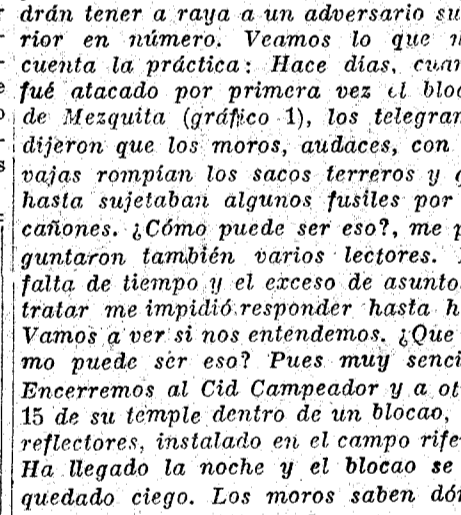 drán tener a raya a un adversario su
rior en número. Veamos lo que n
cuenta la práctica: Hace días, cuan
fué atacado por primera vez el bloc
de Mezquita (gráfico 1), los telegram
dijeron que los moros, audaces, con
vajas rompían los sacos terreros y
hasta sujetaban algunos fusiles por
cañones. ¿Cómo puede ser eso?, me p
guntaron también varios lectores.
falta de tiempo y el exceso de asunto
tratar me impidió responder hasta h
Vamos a ver si nos entendemos. ¿Que
mo puede ser eso? Pues muy senci
Encerremos al Cid Campeador y a ot
15 de su temple dentro de un blocao,
reflectores, instalado en el campo rife
Ha llegado la noche y el blocao se
quedado ciego. Los moros saben dó